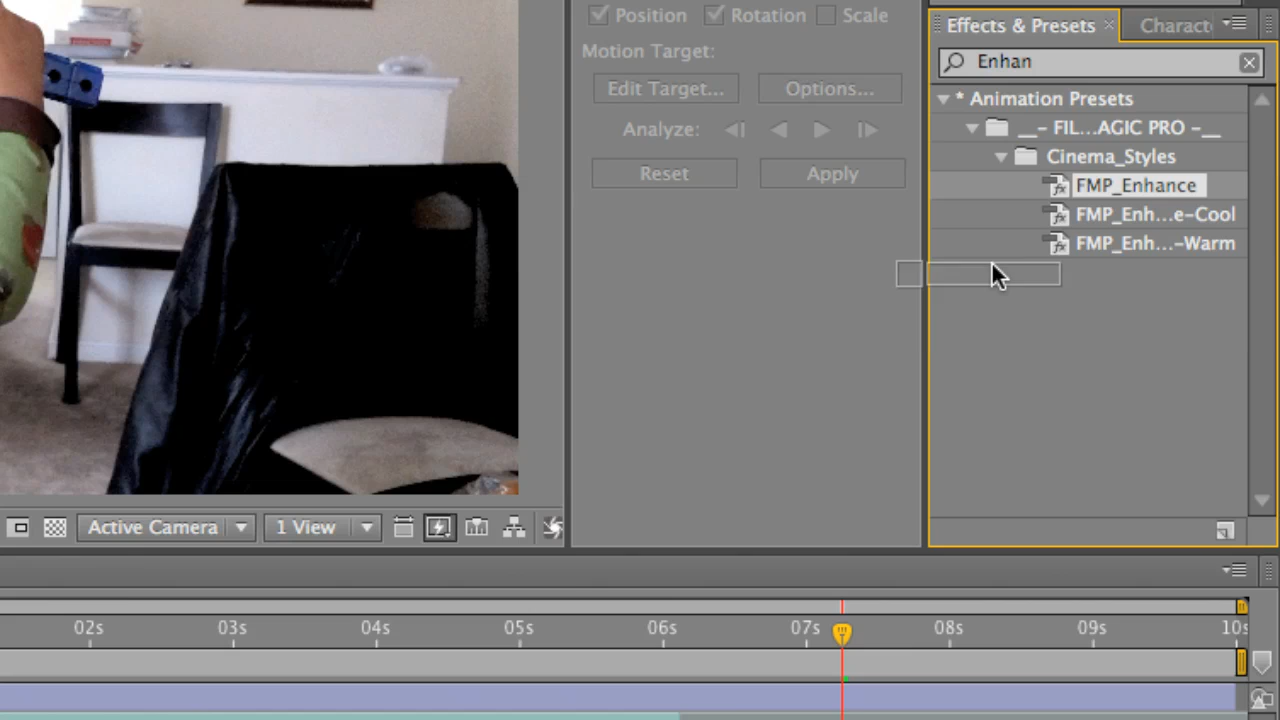 Position Rotation Scale
Motion Target:
Edit Target... Options...
Analyze:
Reset Apply
Effects & Presets × Charact
Enhan
* Animation Presets
__- FIL...AGIC PRO -__
Cinema_Styles
FMP_Enhance
FMP_Enh...e-Cool
FMP_Enh...-Warm
Active Camera 1 View
02s 03s 04s 05s 06s 07s 08s 09s 10s